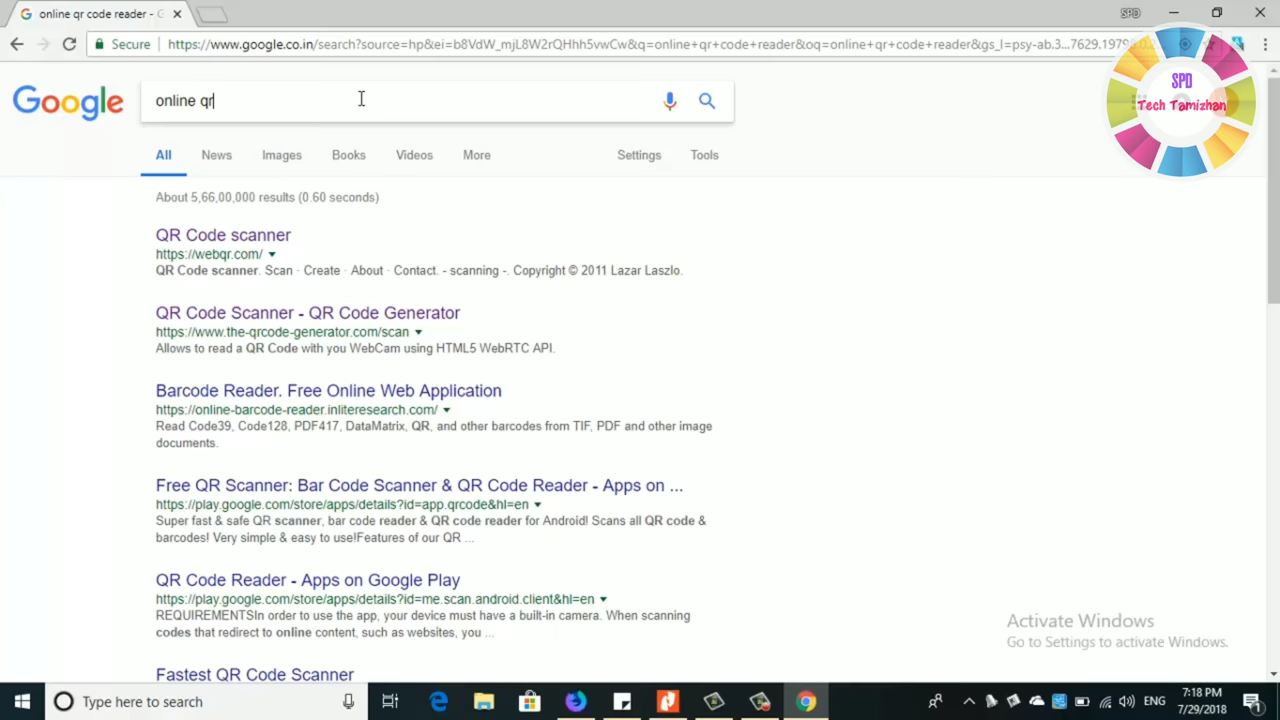 online qr code reader - G
SPD
Secure
https://www.google.co.in/search?source=hp&ei=b8VdW_mjL8W2rQHhh5vwCw&q=online+qr+code+reader&oq=online+qr+code+reader&gs_l=psy-ab.3...7629.1979
SPD
Tech Tamizhan
Google
online qr
All
News
Images
Books
Videos
More
Settings
Tools
About 5,66,00,000 results (0.60 seconds)
QR Code scanner
https://webqr.com/
QR Code scanner. Scan · Create · About · Contact. - scanning -. Copyright © 2011 Lazar Laszlo.
QR Code Scanner - QR Code Generator
https://www.the-qrcode-generator.com/scan
Allows to read a QR Code with you WebCam using HTML5 WebRTC API.
Barcode Reader. Free Online Web Application
https://online-barcode-reader.inliteresearch.com/
Read Code39, Code128, PDF417, DataMatrix, QR, and other barcodes from TIF, PDF and other image
documents.
Free QR Scanner: Bar Code Scanner & QR Code Reader - Apps on ...
https://play.google.com/store/apps/details?id=app.qrcode&hl=en
Super fast & safe QR scanner, bar code reader & QR code reader for Android! Scans all QR code &
barcodes! Very simple & easy to use!Features of our QR ...
QR Code Reader - Apps on Google Play
https://play.google.com/store/apps/details?id=me.scan.android.client&hl=en
REQUIREMENTSIn order to use the app, your device must have a built-in camera. When scanning
codes that redirect to online content, such as websites, you ...
Activate Windows
Go to Settings to activate Windows.
Fastest QR Code Scanner
Type here to search
ENG
7:18 PM
7/29/2018
1